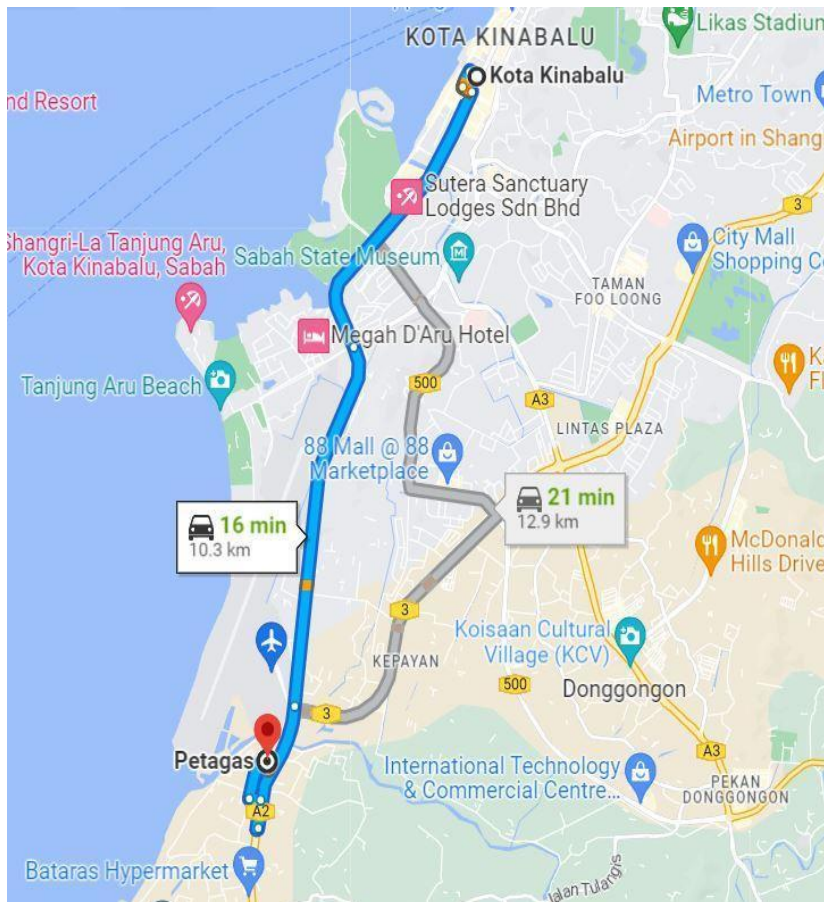 KOTA KINABALU
Likas Stadium
Kota Kinabalu
nd Resort
Metro Town
Airport in Shang
Sutera Sanctuary
Lodges Sdn Bhd
3
Shangri-La Tanjung Aru,
Kota Kinabalu, Sabah
Sabah State Museum
City Mall
Shopping Co
TAMAN
FOO LOONG
Megah D'Aru Hotel
Tanjung Aru Beach
500
A3
LINTAS PLAZA
88 Mall @ 88
Marketplace
16 min
10.3 km
21 min
12.9 km
McDonald
Hills Drive
3
KEPAYAN
Koisaan Cultural
Village (KCV)
500
Donggongon
3
Petagas
International Technology
& Commercial Centre...
A3
PEKAN
DONGGONGON
A2
Bataras Hypermarket
Jalan Tulangis